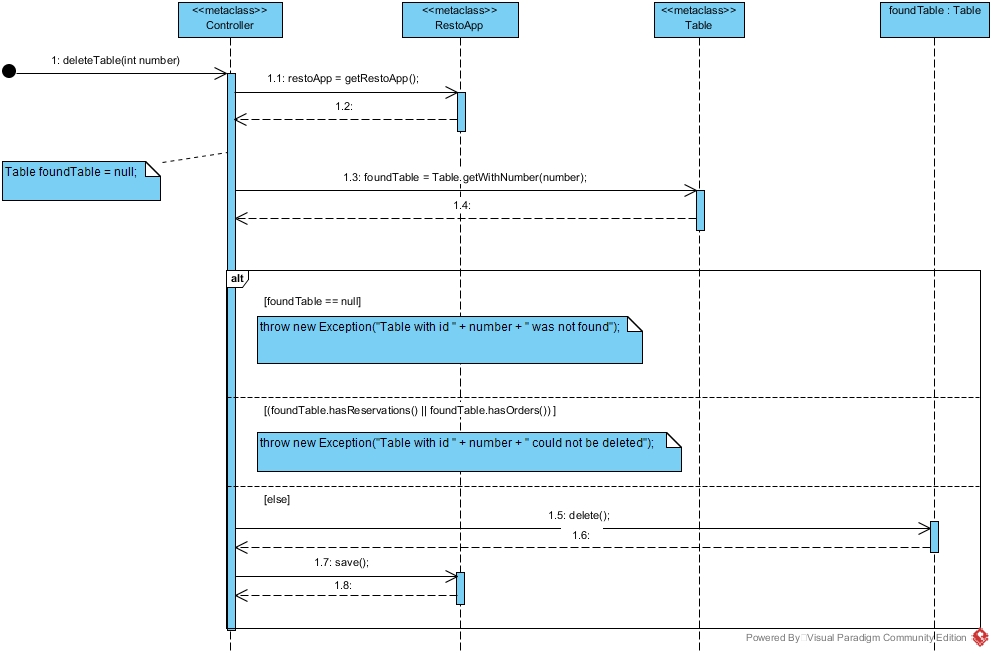 <<metaclass>>
Controller
<<metaclass>>
RestoApp
<<metaclass>>
Table
foundTable : Table
1: deleteTable(int number)
1.1: restoApp = getRestoApp();
1.2:
Table foundTable = null;
1.3: foundTable = Table.getWithNumber(number);
1.4:
alt
[foundTable == null]
throw new Exception("Table with id " + number + " was not found");
[(foundTable.hasReservations() || foundTable.hasOrders()) ]
throw new Exception("Table with id " + number + " could not be deleted");
[else]
1.5: delete();
1.6:
1.7: save();
1.8:
Powered By Visual Paradigm Community Edition